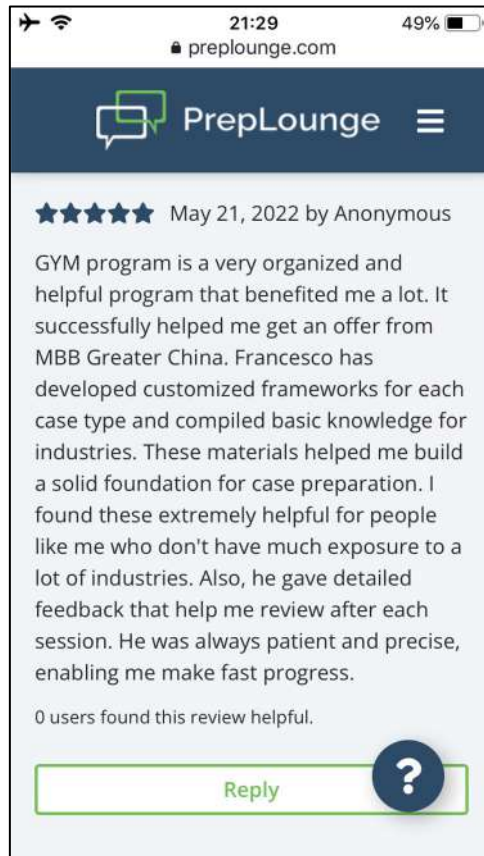 21:29
49%
preplounge.com
PrepLounge
May 21, 2022 by Anonymous
GYM program is a very organized and
helpful program that benefited me a lot. It
successfully helped me get an offer from
MBB Greater China. Francesco has
developed customized frameworks for each
case type and compiled basic knowledge for
industries. These materials helped me build
a solid foundation for case preparation. I
found these extremely helpful for people
like me who don't have much exposure to a
lot of industries. Also, he gave detailed
feedback that help me review after each
session. He was always patient and precise,
enabling me make fast progress.
0 users found this review helpful.
Reply
?